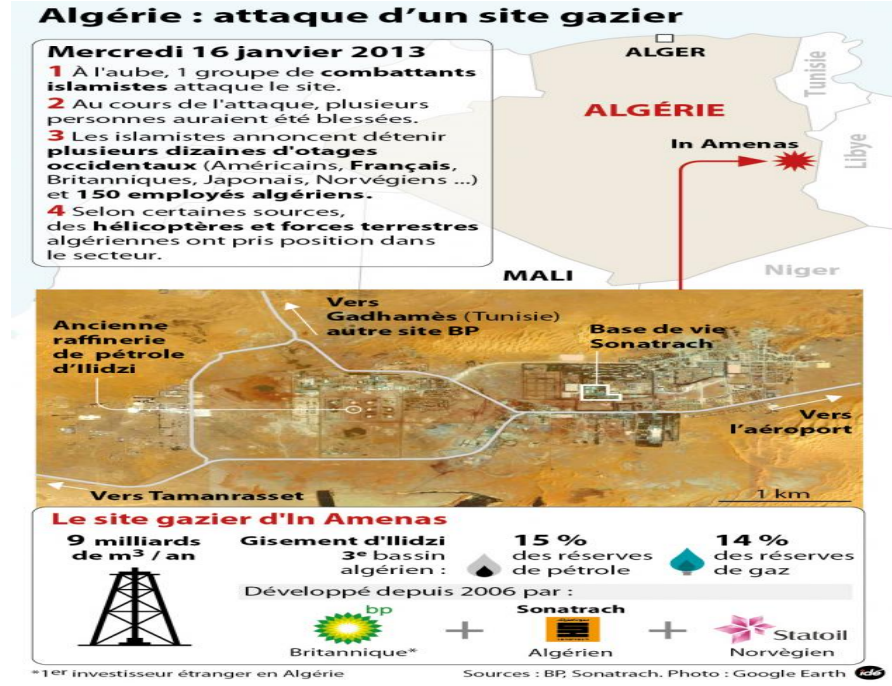 Algérie : attaque d'un site gazier
Mercredi 16 janvier 2013
1 À l'aube, 1 groupe de combattants
islamistes attaque le site.
2 Au cours de l'attaque, plusieurs
personnes auraient été blessées.
3 Les islamistes annoncent détenir
plusieurs dizaines d'otages
occidentaux (Américains, Français,
Britanniques, Japonais, Norvégiens ...)
et 150 employés algériens.
4 Selon certaines sources,
des hélicoptères et forces terrestres
algériennes ont pris position dans
le secteur.
ALGER
Tunisie
ALGÉRIE
In Amenas
Libye
MALI
Niger
Ancienne
raffinerie
de pétrole
d'Ilidzi
Vers
Gadhamès (Tunisie)
autre site BP
Base de vie
Sonatrach
Vers
l'aéroport
Vers Tamanrasset
1 km
Le site gazier d'In Amenas
9 milliards
de m³ / an
Gisement d'Ilidzi
3e bassin
algérien :
15 %
des réserves
de pétrole
14 %
des réserves
de gaz
Développé depuis 2006 par :
bp
Britannique*
+
Sonatrach
Algérien
+
Statoil
Norvègien
*1er investisseur étranger en Algérie
Sources : BP, Sonatrach. Photo : Google Earth
idé